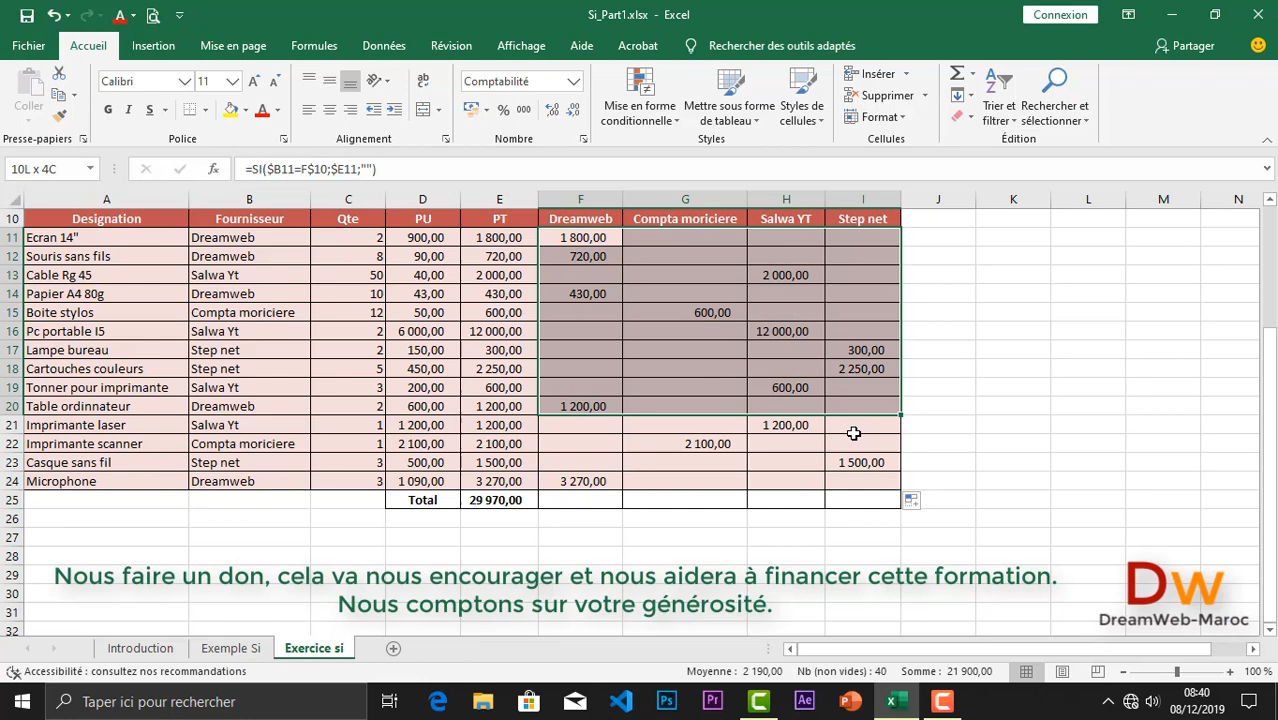 Si_Part1.xlsx - Excel
Connexion
Fichier Accueil Insertion Mise en page Formules Données Révision Affichage Aide Acrobat Rechercher des outils adaptés Partager
Coller
Calibri 11
G I S
Comptabilité
% 000
Mise en forme conditionnelle
Mettre sous forme de tableau
Styles de cellules
Insérer
Supprimer
Format
Trier et filtrer
Rechercher et sélectionner
Presse-papiers Police Alignement Nombre Styles Cellules Édition
10L x 4C fx =SI($B11=F$10;$E11;"")
A B C D E F G H I J K L M N
10 Designation Fournisseur Qte PU PT Dreamweb Compta moriciere Salwa YT Step net
11 Ecran 14" Dreamweb 2 900,00 1 800,00 1 800,00
12 Souris sans fils Dreamweb 8 90,00 720,00 720,00
13 Cable Rg 45 Salwa Yt 50 40,00 2 000,00 2 000,00
14 Papier A4 80g Dreamweb 10 43,00 430,00 430,00
15 Boite stylos Compta moriciere 12 50,00 600,00 600,00
16 Pc portable I5 Salwa Yt 2 6 000,00 12 000,00 12 000,00
17 Lampe bureau Step net 2 150,00 300,00 300,00
18 Cartouches couleurs Step net 5 450,00 2 250,00 2 250,00
19 Tonner pour imprimante Salwa Yt 3 200,00 600,00 600,00
20 Table ordinnateur Dreamweb 2 600,00 1 200,00 1 200,00
21 Imprimante laser Salwa Yt 1 1 200,00 1 200,00 1 200,00
22 Imprimante scanner Compta moriciere 1 2 100,00 2 100,00 2 100,00
23 Casque sans fil Step net 3 500,00 1 500,00 1 500,00
24 Microphone Dreamweb 3 1 090,00 3 270,00 3 270,00
25 Total 29 970,00
26
27
28
29
30
31
32
Nous faire un don, cela va nous encourager et nous aidera à financer cette formation.
Nous comptons sur votre générosité.
DW
DreamWeb-Maroc
Introduction Exemple Si Exercice si
Accessibilité : consultez nos recommandations Moyenne : 2 190,00 Nb (non vides) : 40 Somme : 21 900,00 100 %
Taper ici pour rechercher
08:40
08/12/2019